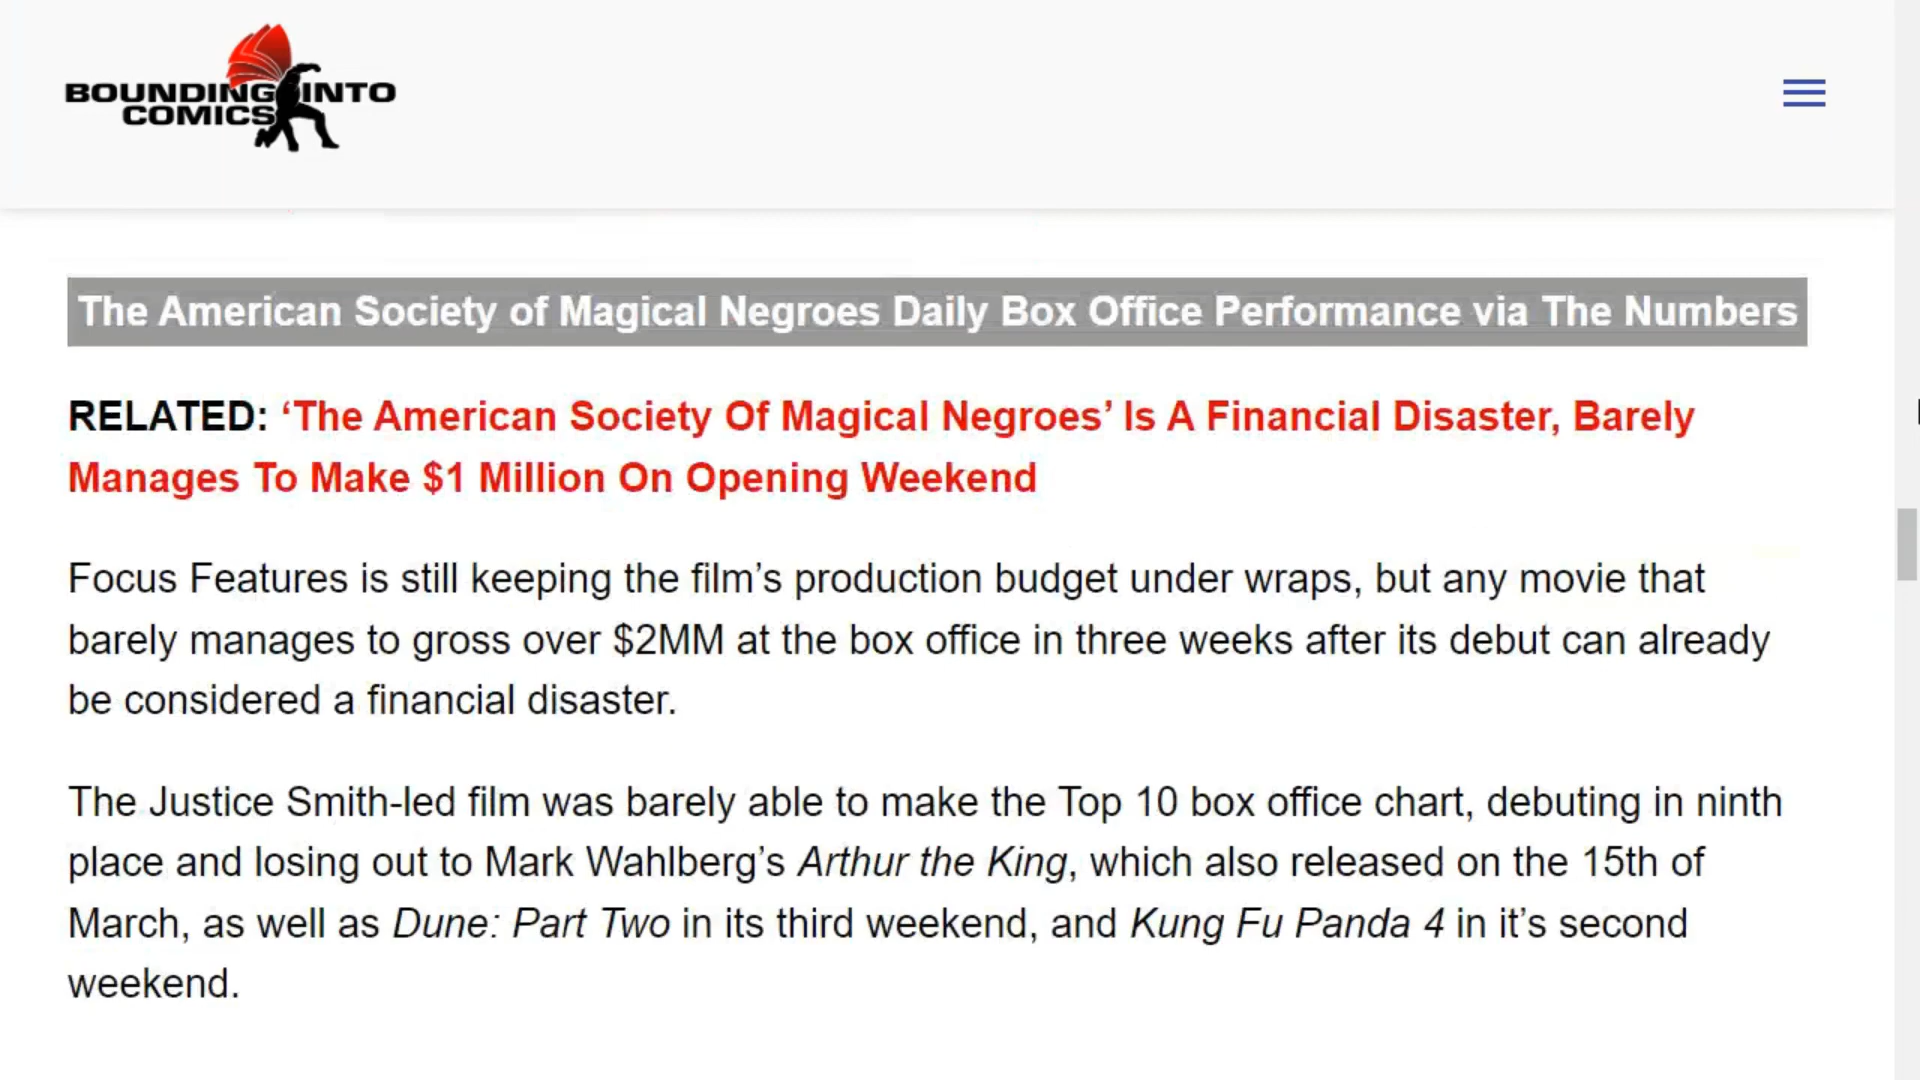 BOUNDING INTO
COMICS
The American Society of Magical Negroes Daily Box Office Performance via The Numbers
RELATED: ‘The American Society Of Magical Negroes’ Is A Financial Disaster, Barely
Manages To Make $1 Million On Opening Weekend
Focus Features is still keeping the film’s production budget under wraps, but any movie that
barely manages to gross over $2MM at the box office in three weeks after its debut can already
be considered a financial disaster.
The Justice Smith-led film was barely able to make the Top 10 box office chart, debuting in ninth
place and losing out to Mark Wahlberg’s Arthur the King, which also released on the 15th of
March, as well as Dune: Part Two in its third weekend, and Kung Fu Panda 4 in it’s second
weekend.